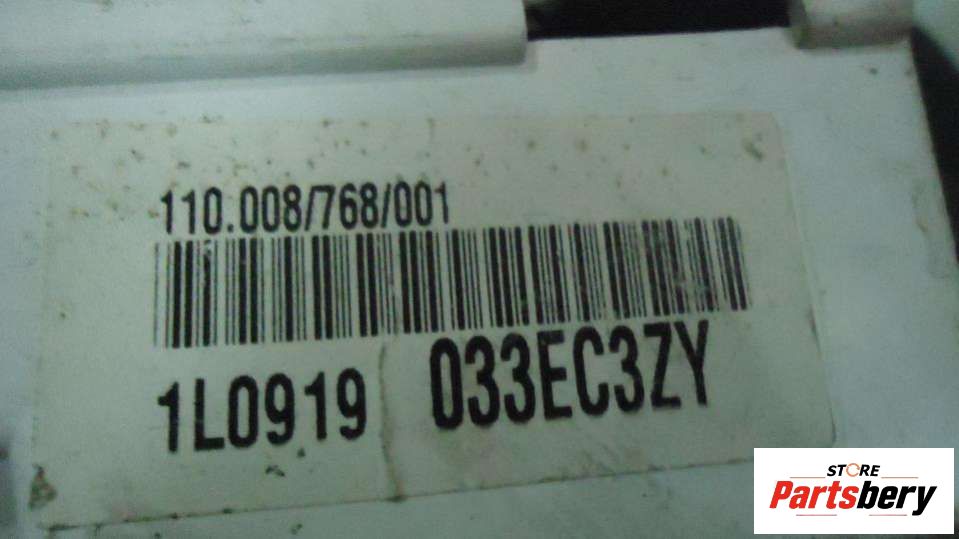 110.008/768/001
1L0919 033EC3ZY
STORE
Partsbery